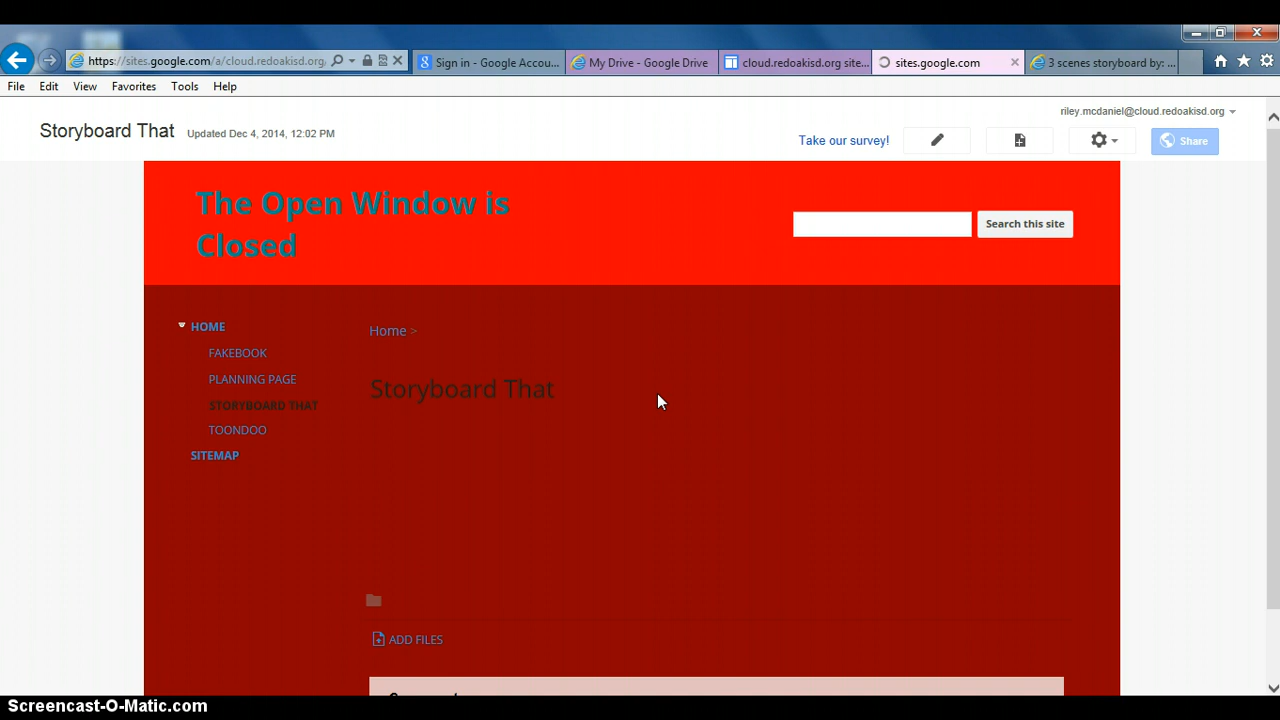 https://sites.google.com/a/cloud.redoakisd.org
Sign in - Google Accou...
My Drive - Google Drive
cloud.redoakisd.org site...
sites.google.com
3 scenes storyboard by: ...
File Edit View Favorites Tools Help
riley.mcdaniel@cloud.redoakisd.org
Storyboard That Updated Dec 4, 2014, 12:02 PM
Take our survey!
Share
The Open Window is
Closed
Search this site
HOME
FAKEBOOK
PLANNING PAGE
STORYBOARD THAT
TOONDOO
SITEMAP
Home >
Storyboard That
ADD FILES
Screencast-O-Matic.com